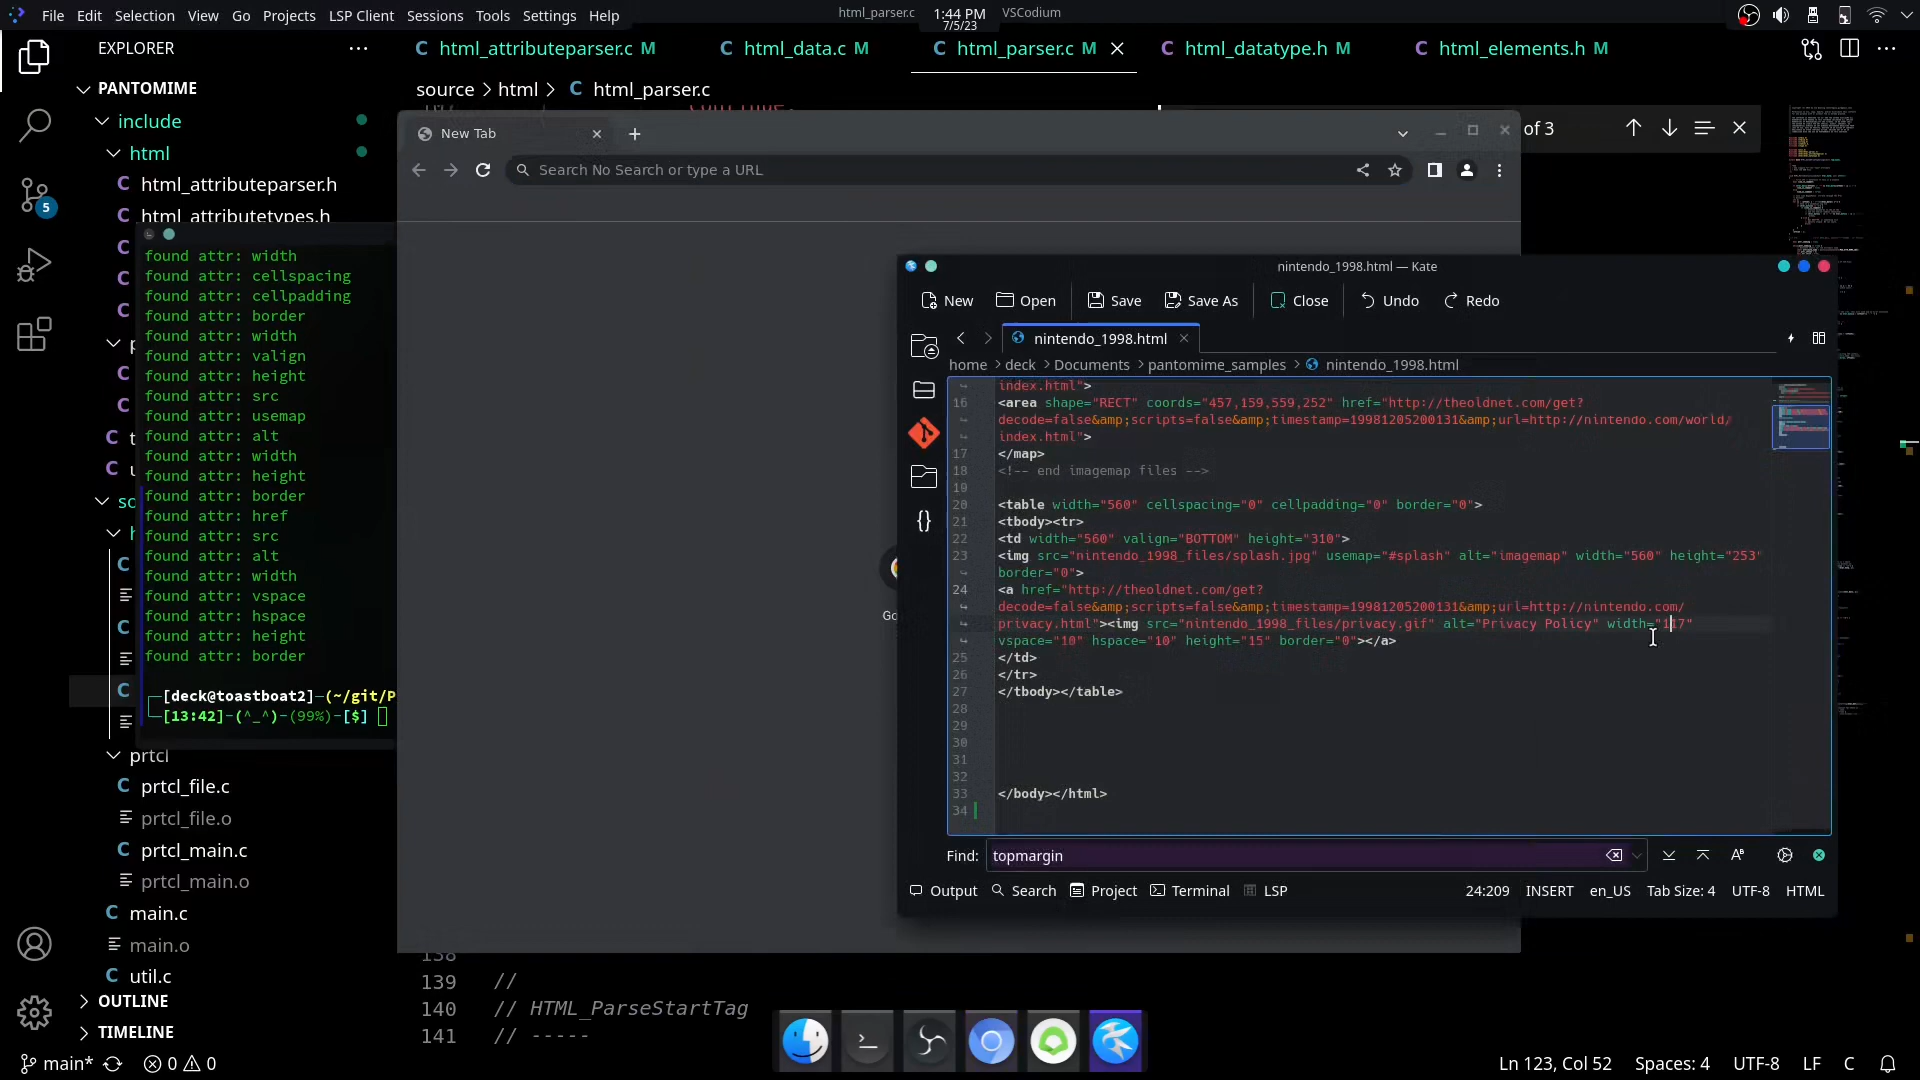 File Edit Selection View Go Projects LSP Client Sessions Tools Settings Help
html_parser.c
1:44 PM
7/5/23
VSCodium
EXPLORER
html_attributeparser.c M
html_data.c M
html_parser.c M
html_datatype.h M
html_elements.h M
PANTOMIME
source > html > C html_parser.c
include
html
html_attributeparser.h
html_attributetypes.h
5
prtcl
prtcl_file.c
prtcl_file.o
prtcl_main.c
prtcl_main.o
main.c
main.o
util.c
OUTLINE
TIMELINE
of 3
New Tab
Search No Search or type a URL
found attr: width
found attr: cellspacing
found attr: cellpadding
found attr: border
found attr: width
found attr: valign
found attr: height
found attr: src
found attr: usemap
found attr: alt
found attr: width
found attr: height
found attr: border
found attr: href
found attr: src
found attr: alt
found attr: width
found attr: vspace
found attr: hspace
found attr: height
found attr: border
[deck@toastboat2]-(~/git/P
[13:42]-(^_^)-(99%)-[$]
nintendo_1998.html — Kate
New Open Save Save As Close Undo Redo
nintendo_1998.html
home > deck > Documents > pantomime_samples > nintendo_1998.html
index.html">
16 <area shape="RECT" coords="457,159,559,252" href="http://theoldnet.com/get?
decode=false&amp;scripts=false&amp;timestamp=19981205200131&amp;url=http://nintendo.com/world/
index.html">
17 </map>
18 <!-- end imagemap files -->
19
20 <table width="560" cellspacing="0" cellpadding="0" border="0">
21 <tbody><tr>
22 <td width="560" valign="BOTTOM" height="310">
23 <img src="nintendo_1998_files/splash.jpg" usemap="#splash" alt="imagemap" width="560" height="253"
border="0">
24 <a href="http://theoldnet.com/get?
decode=false&amp;scripts=false&amp;timestamp=19981205200131&amp;url=http://nintendo.com/
privacy.html"><img src="nintendo_1998_files/privacy.gif" alt="Privacy Policy" width="117"
vspace="10" hspace="10" height="15" border="0"></a>
25 </td>
26 </tr>
27 </tbody></table>
28
29
30
31
32
33 </body></html>
34
Find: topmargin
Output Search Project Terminal LSP
24:209 INSERT en_US Tab Size: 4 UTF-8 HTML
138
139 //
140 // HTML_ParseStartTag
141 // -----
main* 0 0
Ln 123, Col 52 Spaces: 4 UTF-8 LF C